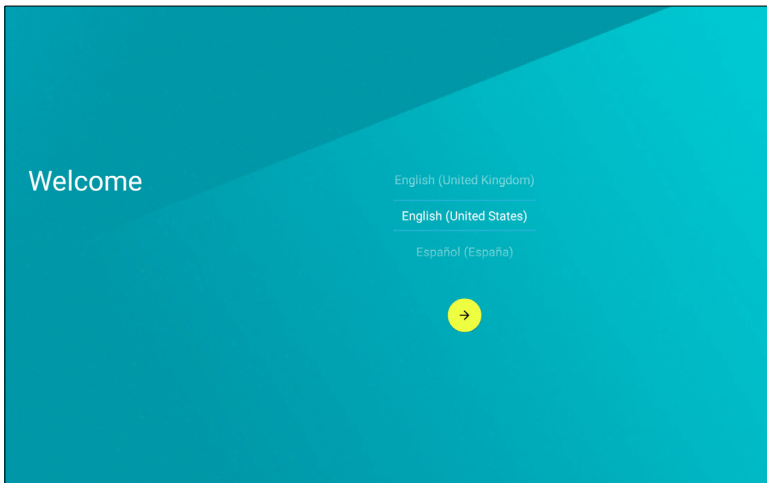 Welcome
English (United Kingdom)
English (United States)
Español (España)